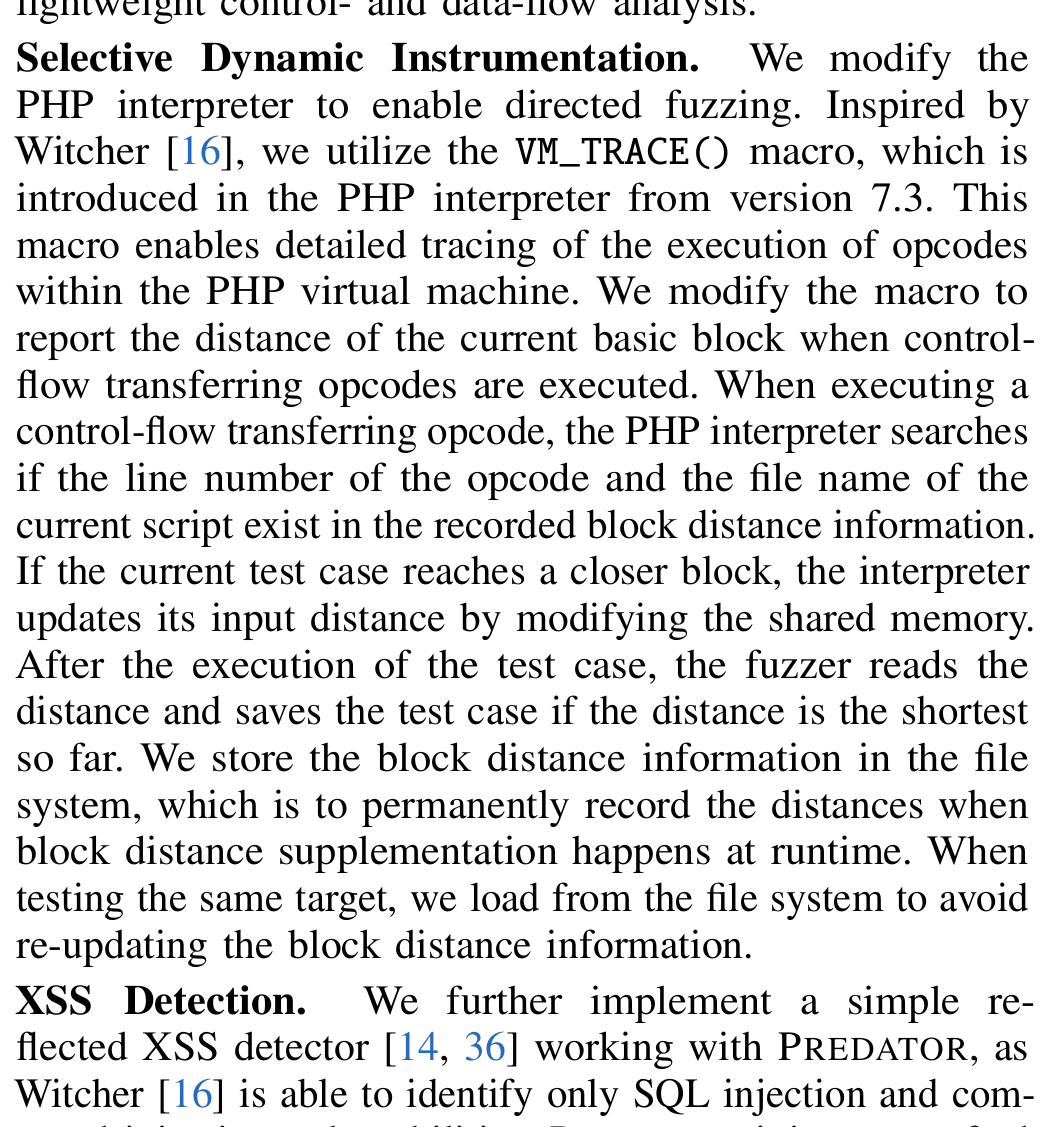 lightweight control- and data-flow analysis.
Selective Dynamic Instrumentation. We modify the
PHP interpreter to enable directed fuzzing. Inspired by
Witcher [16], we utilize the VM_TRACE() macro, which is
introduced in the PHP interpreter from version 7.3. This
macro enables detailed tracing of the execution of opcodes
within the PHP virtual machine. We modify the macro to
report the distance of the current basic block when control-
flow transferring opcodes are executed. When executing a
control-flow transferring opcode, the PHP interpreter searches
if the line number of the opcode and the file name of the
current script exist in the recorded block distance information.
If the current test case reaches a closer block, the interpreter
updates its input distance by modifying the shared memory.
After the execution of the test case, the fuzzer reads the
distance and saves the test case if the distance is the shortest
so far. We store the block distance information in the file
system, which is to permanently record the distances when
block distance supplementation happens at runtime. When
testing the same target, we load from the file system to avoid
re-updating the block distance information.
XSS Detection. We further implement a simple re-
flected XSS detector [14, 36] working with PREDATOR, as
Witcher [16] is able to identify only SQL injection and com-